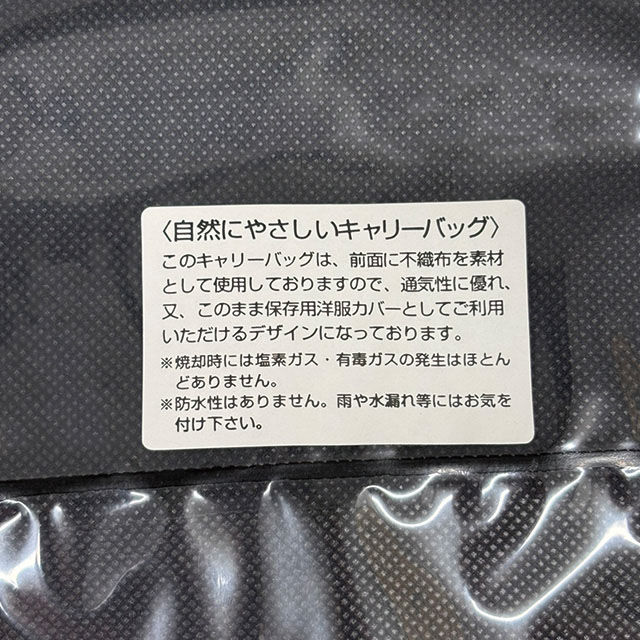 〈自然にやさしいキャリーバッグ〉
このキャリーバッグは、前面に不織布を素材
として使用しておりますので、通気性に優れ、
又、このまま保存用洋服カバーとしてご利用
いただけるデザインになっております。
※焼却時には塩素ガス・有毒ガスの発生はほとん
どありません。
※防水性はありません。雨や水漏れ等にはお気を
付け下さい。